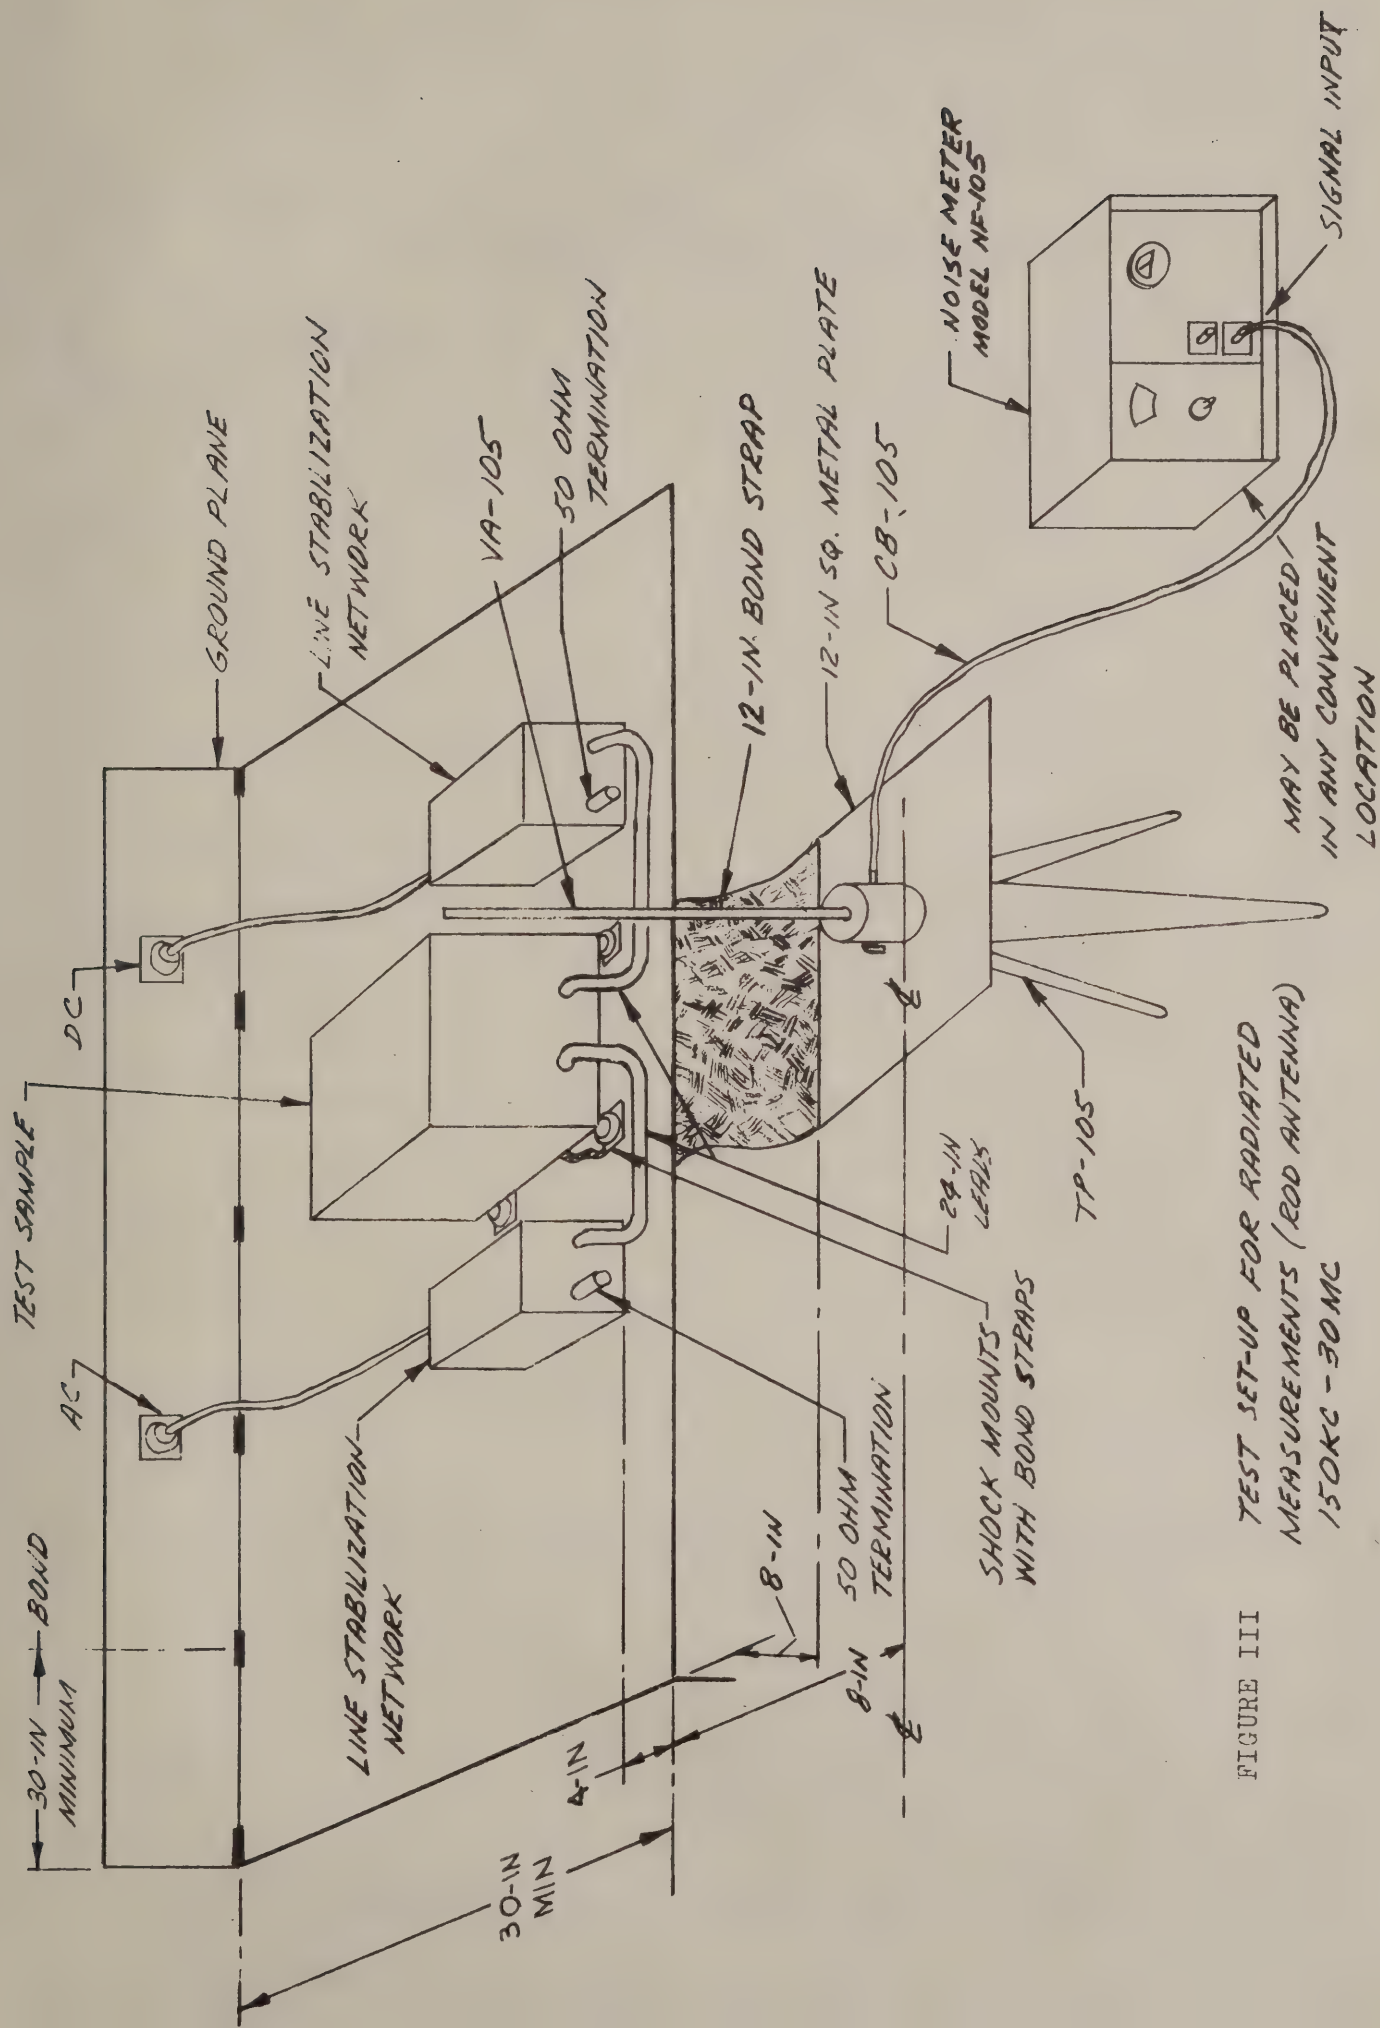 TEST SAMPLE
30-IN
MINIMUM
BOND
AC
DC
GROUND PLANE
LINE STABILIZATION
NETWORK
VA-105
50 OHM
TERMINATION
12-IN. BOND STRAP
12-IN SQ. METAL PLATE
CB-105
NOISE METER
MODEL NF-105
SIGNAL INPUT
MAY BE PLACED
IN ANY CONVENIENT
LOCATION
LINE STABILIZATION
NETWORK
30-IN
MIN
4-IN
8-IN
8-IN
50 OHM
TERMINATION
SHOCK MOUNTS
WITH BOND STRAPS
24-IN
LEADS
TP-105
℄
℄
FIGURE III
TEST SET-UP FOR RADIATED
MEASUREMENTS (ROD ANTENNA)
150KC - 30MC